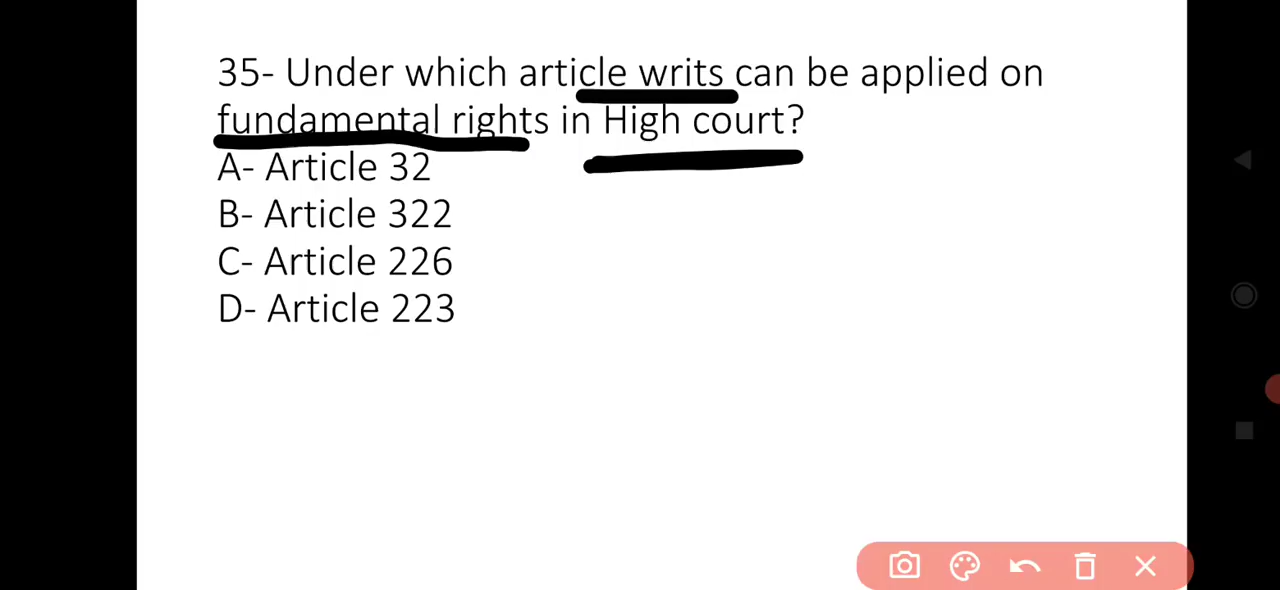 35- Under which article writs can be applied on
fundamental rights in High court?
A- Article 32
B- Article 322
C- Article 226
D- Article 223